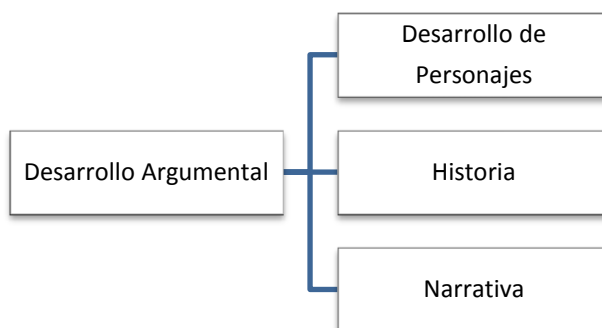 Desarrollo de
Personajes
Desarrollo Argumental
Historia
Narrativa